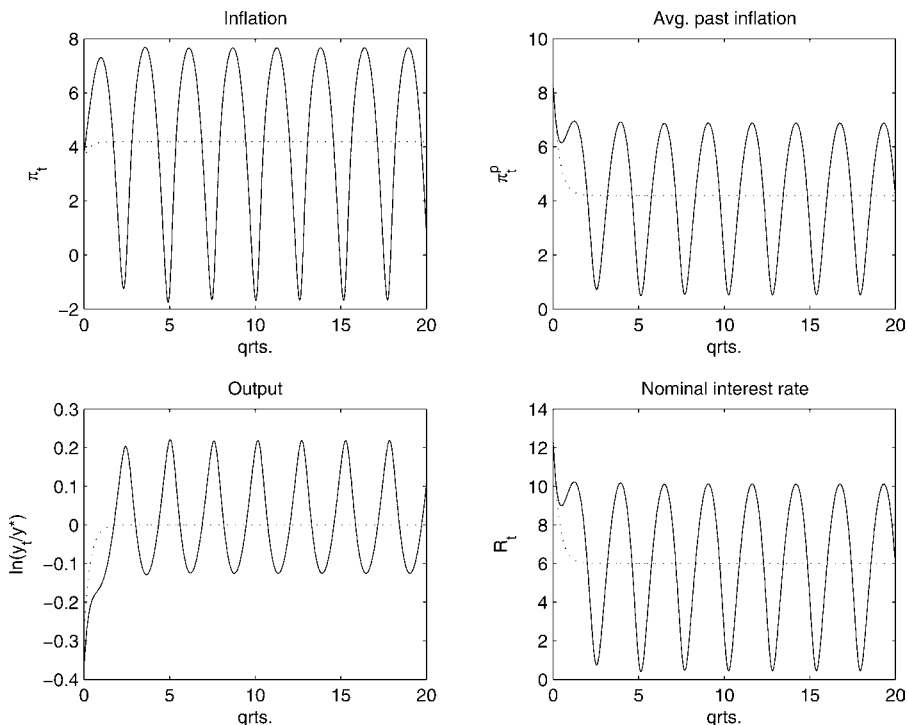 Inflation
8
6
4
2
0
−2
π_t
0 5 10 15 20
qrts.
Avg. past inflation
10
8
6
4
2
0
π_t^p
0 5 10 15 20
qrts.
Output
0.3
0.2
0.1
0
−0.1
−0.2
−0.3
−0.4
ln(y_t/y*)
0 5 10 15 20
qrts.
Nominal interest rate
14
12
10
8
6
4
2
0
R_t
0 5 10 15 20
qrts.